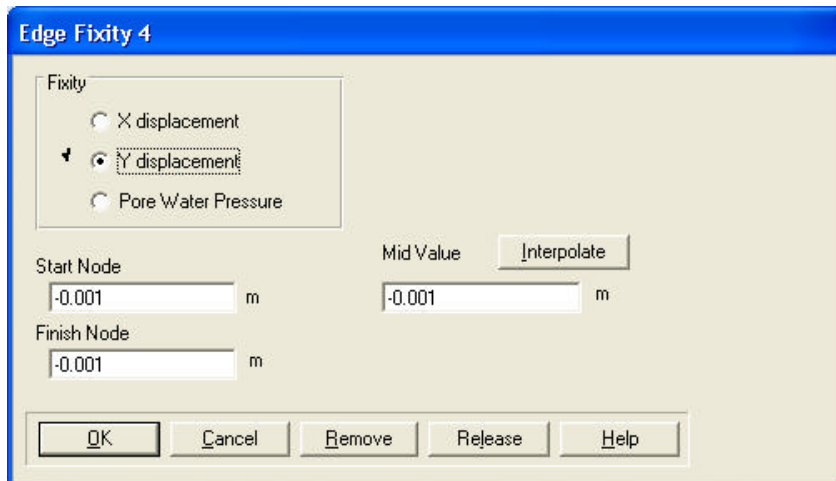 Edge Fixity 4
Fixity
X displacement
Y displacement
Pore Water Pressure
Mid Value Interpolate
Start Node
-0.001 m -0.001 m
Finish Node
-0.001 m
OK Cancel Remove Release Help